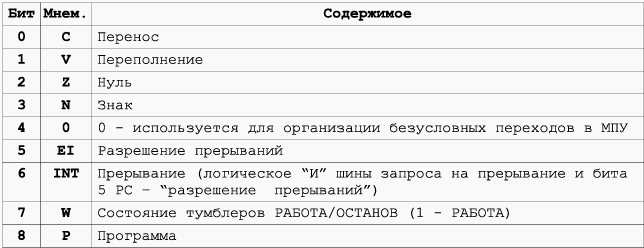 Бит Мнем. Содержимое
0 C Перенос
1 V Переполнение
2 Z Нуль
3 N Знак
4 0 0 – используется для организации безусловных переходов в МПУ
5 EI Разрешение прерываний
6 INT Прерывание (логическое “И” шины запроса на прерывание и бита
5 РС – “разрешение прерываний”)
7 W Состояние тумблеров РАБОТА/ОСТАНОВ (1 - РАБОТА)
8 P Программа